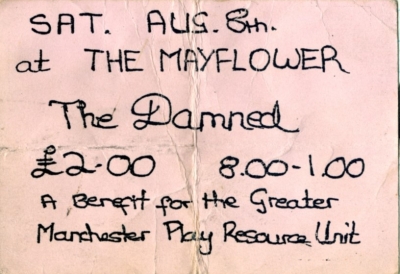 SAT. AUG. 8th.
at THE MAYFLOWER
The Damned
£2-00 8.00-1.00
A Benefit for the Greater
Manchester Play Resource Unit